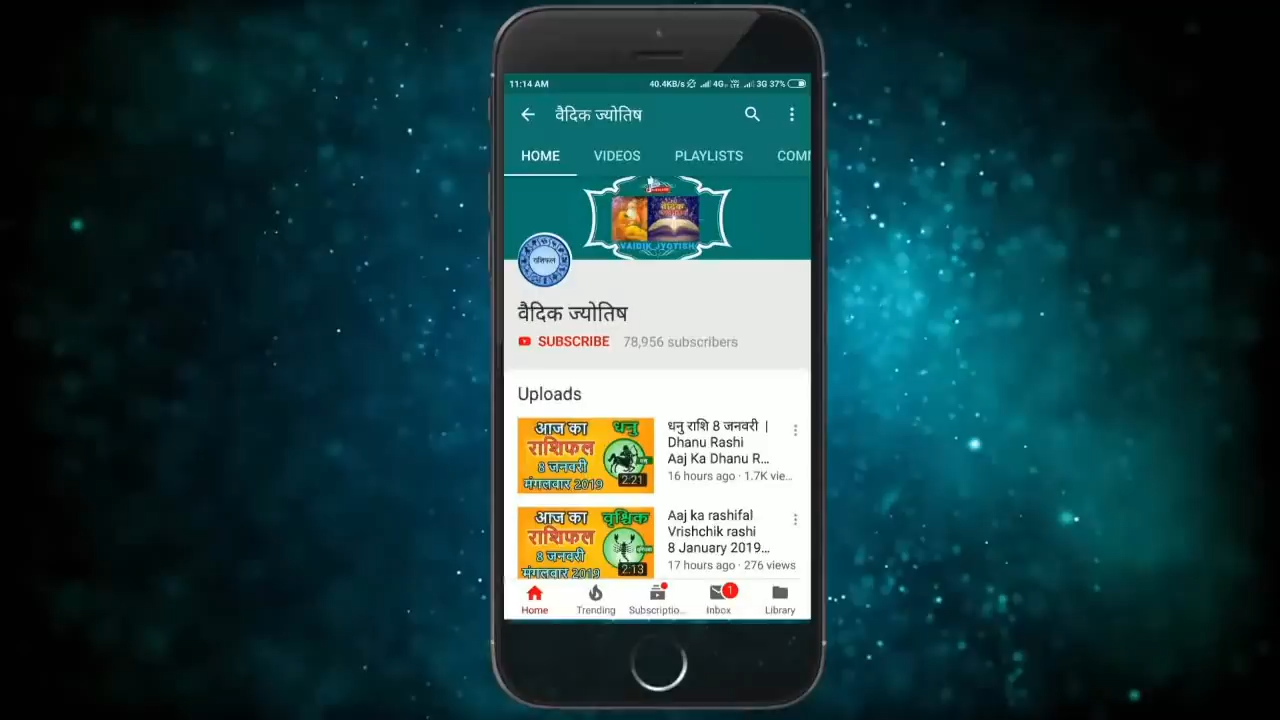 11:14 AM
40.4KB/s 4G 3G 37%
वैदिक ज्योतिष
HOME VIDEOS PLAYLISTS COMI
वैदिक
VAIDIK JYOTISH
राशिफल
वैदिक ज्योतिष
SUBSCRIBE 78,956 subscribers
Uploads
आज का धनु
राशिफल
8 जनवरी
मंगलवार 2019
2:21
धनु राशि 8 जनवरी |
Dhanu Rashi
Aaj Ka Dhanu R...
16 hours ago · 1.7K vie...
आज का वृश्चिक
राशिफल
8 जनवरी
मंगलवार 2019
2:13
Aaj ka rashifal
Vrishchik rashi
8 January 2019...
17 hours ago · 276 views
1
Home Trending Subscriptio... Inbox Library